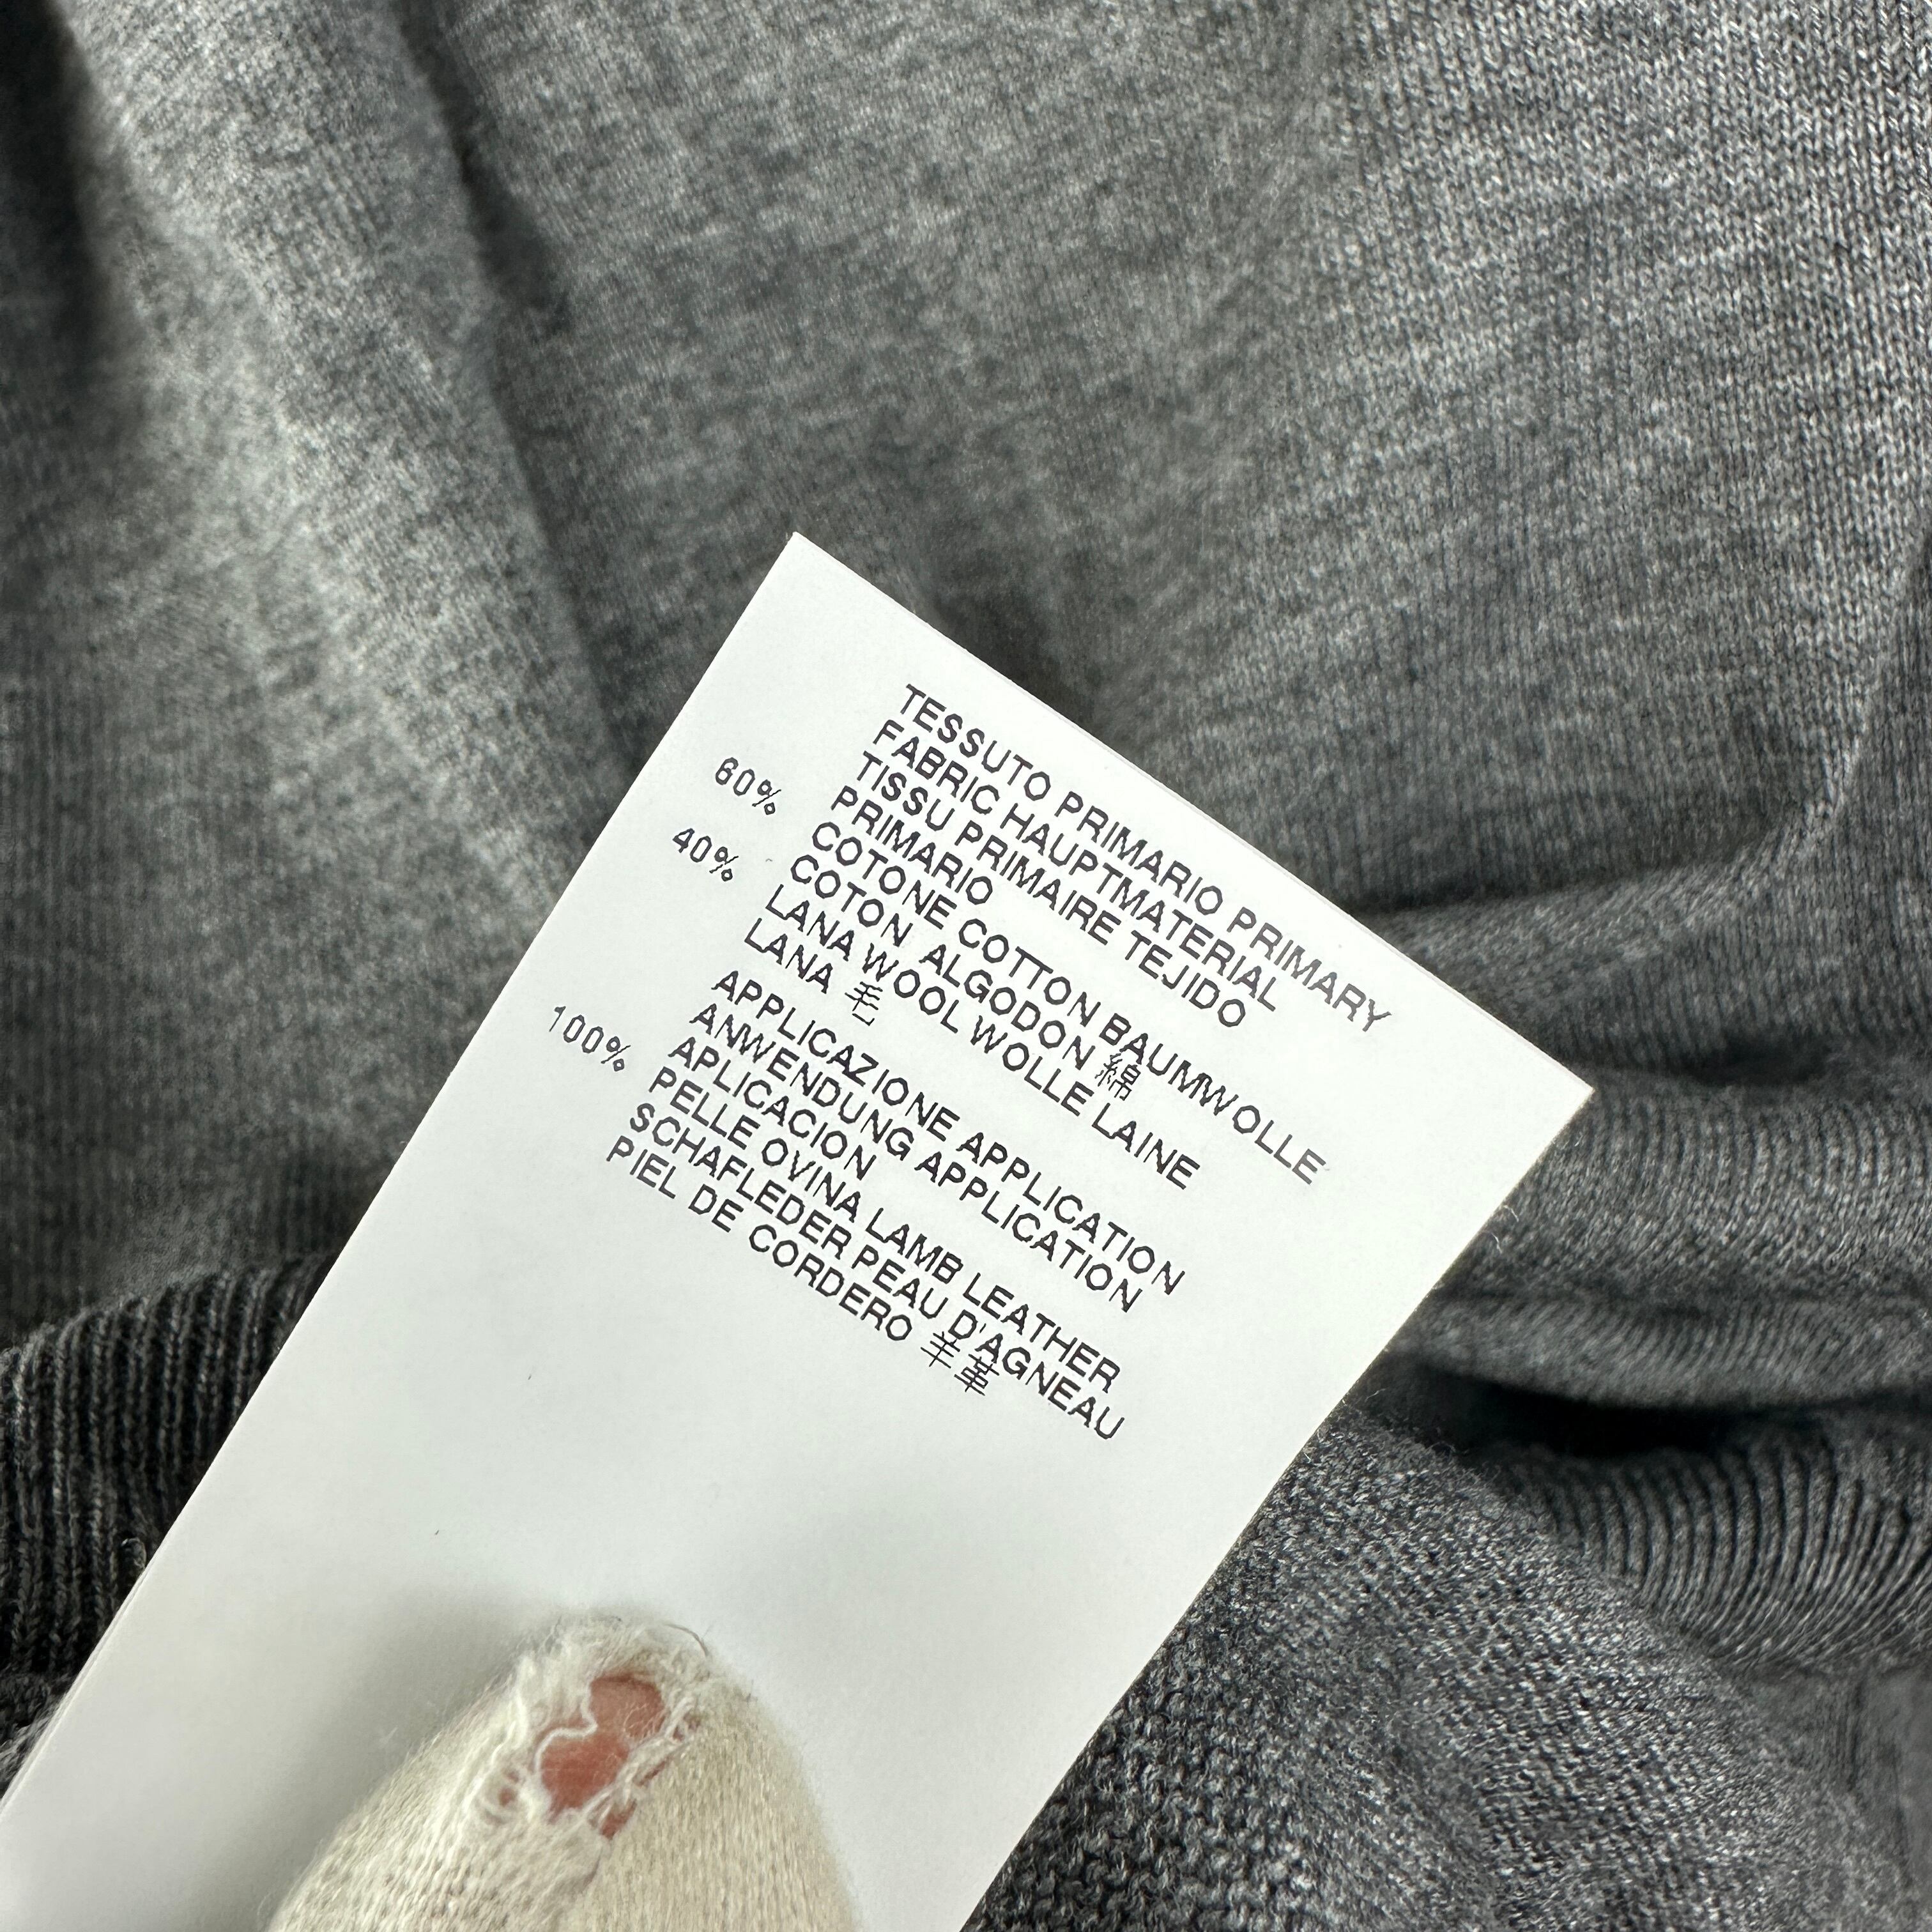 TESSUTO PRIMARIO PRIMARY
FABRIC HAUPTMATERIAL
TISSU PRIMAIRE TEJIDO
PRIMARIO
60% COTONE COTTON BAUMWOLLE
COTON ALGODON 綿
40% LANA WOOL WOLLE LAINE
LANA 毛
APPLICAZIONE APPLICATION
ANWENDUNG APPLICATION
APLICACION
100% PELLE OVINA LAMB LEATHER
SCHAFLEDER PEAU D'AGNEAU
PIEL DE CORDERO 羊革